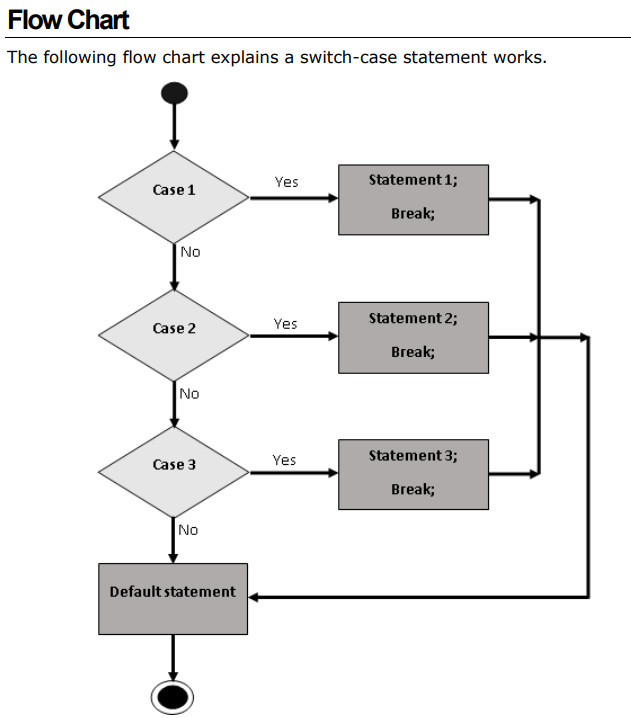 Flow Chart
The following flow chart explains a switch-case statement works.
Case 1
Yes
Statement 1;
Break;
No
Case 2
Yes
Statement 2;
Break;
No
Case 3
Yes
Statement 3;
Break;
No
Default statement